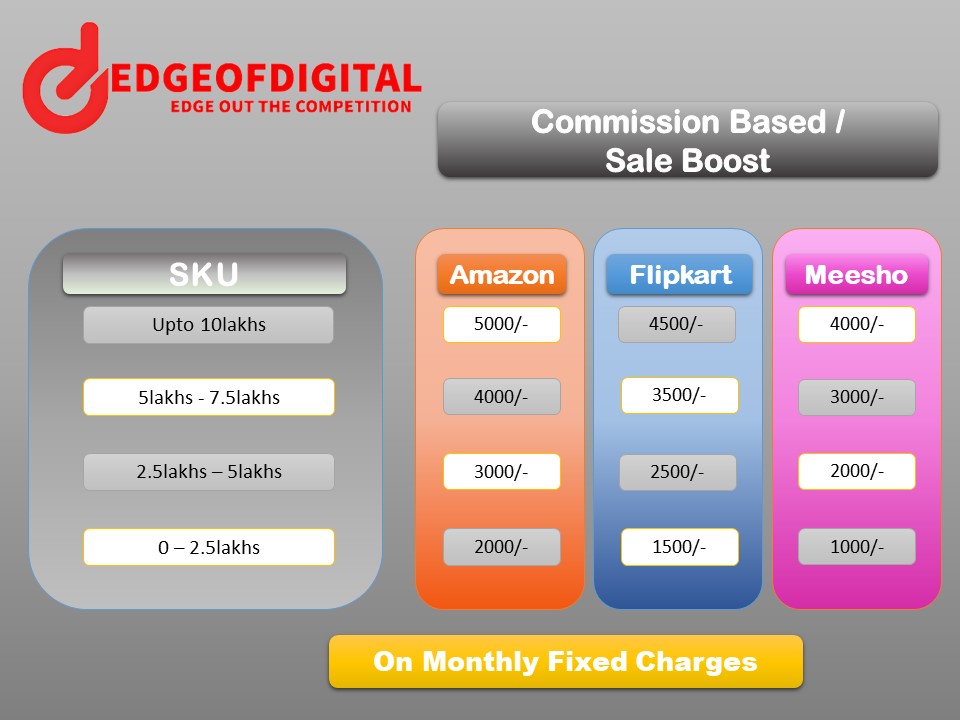 EDGEOFDIGITAL
EDGE OUT THE COMPETITION
Commission Based /
Sale Boost
SKU Amazon Flipkart Meesho
Upto 10lakhs 5000/- 4500/- 4000/-
5lakhs - 7.5lakhs 4000/- 3500/- 3000/-
2.5lakhs – 5lakhs 3000/- 2500/- 2000/-
0 – 2.5lakhs 2000/- 1500/- 1000/-
On Monthly Fixed Charges